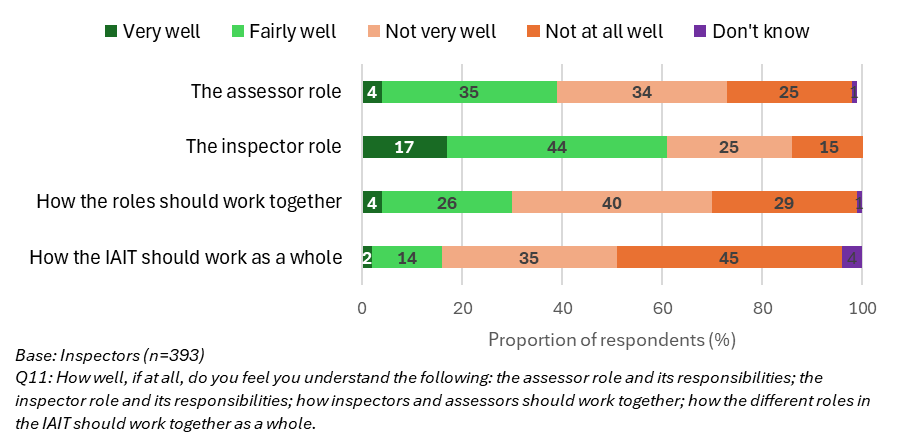 Very well Fairly well Not very well Not at all well Don't know
The assessor role 4 35 34 25 1
The inspector role 17 44 25 15
How the roles should work together 4 26 40 29 1
How the IAIT should work as a whole 2 14 35 45 4
0 20 40 60 80 100
Proportion of respondents (%)
Base: Inspectors (n=393)
Q11: How well, if at all, do you feel you understand the following: the assessor role and its responsibilities; the
inspector role and its responsibilities; how inspectors and assessors should work together; how the different roles in
the IAIT should work together as a whole.